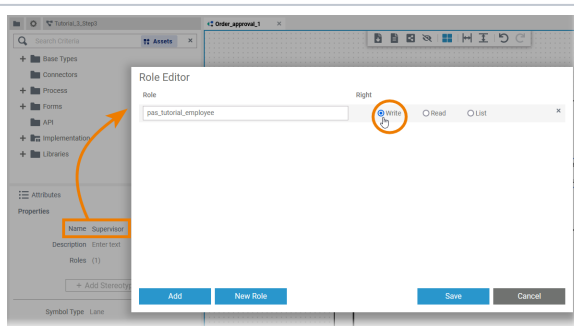 Tutorial_3_Step3
Order_approval_1 ×
Search Criteria Assets ×
+ Base Types
Connectors
+ Process
+ Forms
API
+ Implementation
+ Libraries
Role Editor
Role Right
pas_tutorial_employee Write Read List ×
Attributes
Properties
Name Supervisor
Description Enter text
Roles (1)
+ Add Stereotyp
Symbol Type Lane
Add New Role Save Cancel